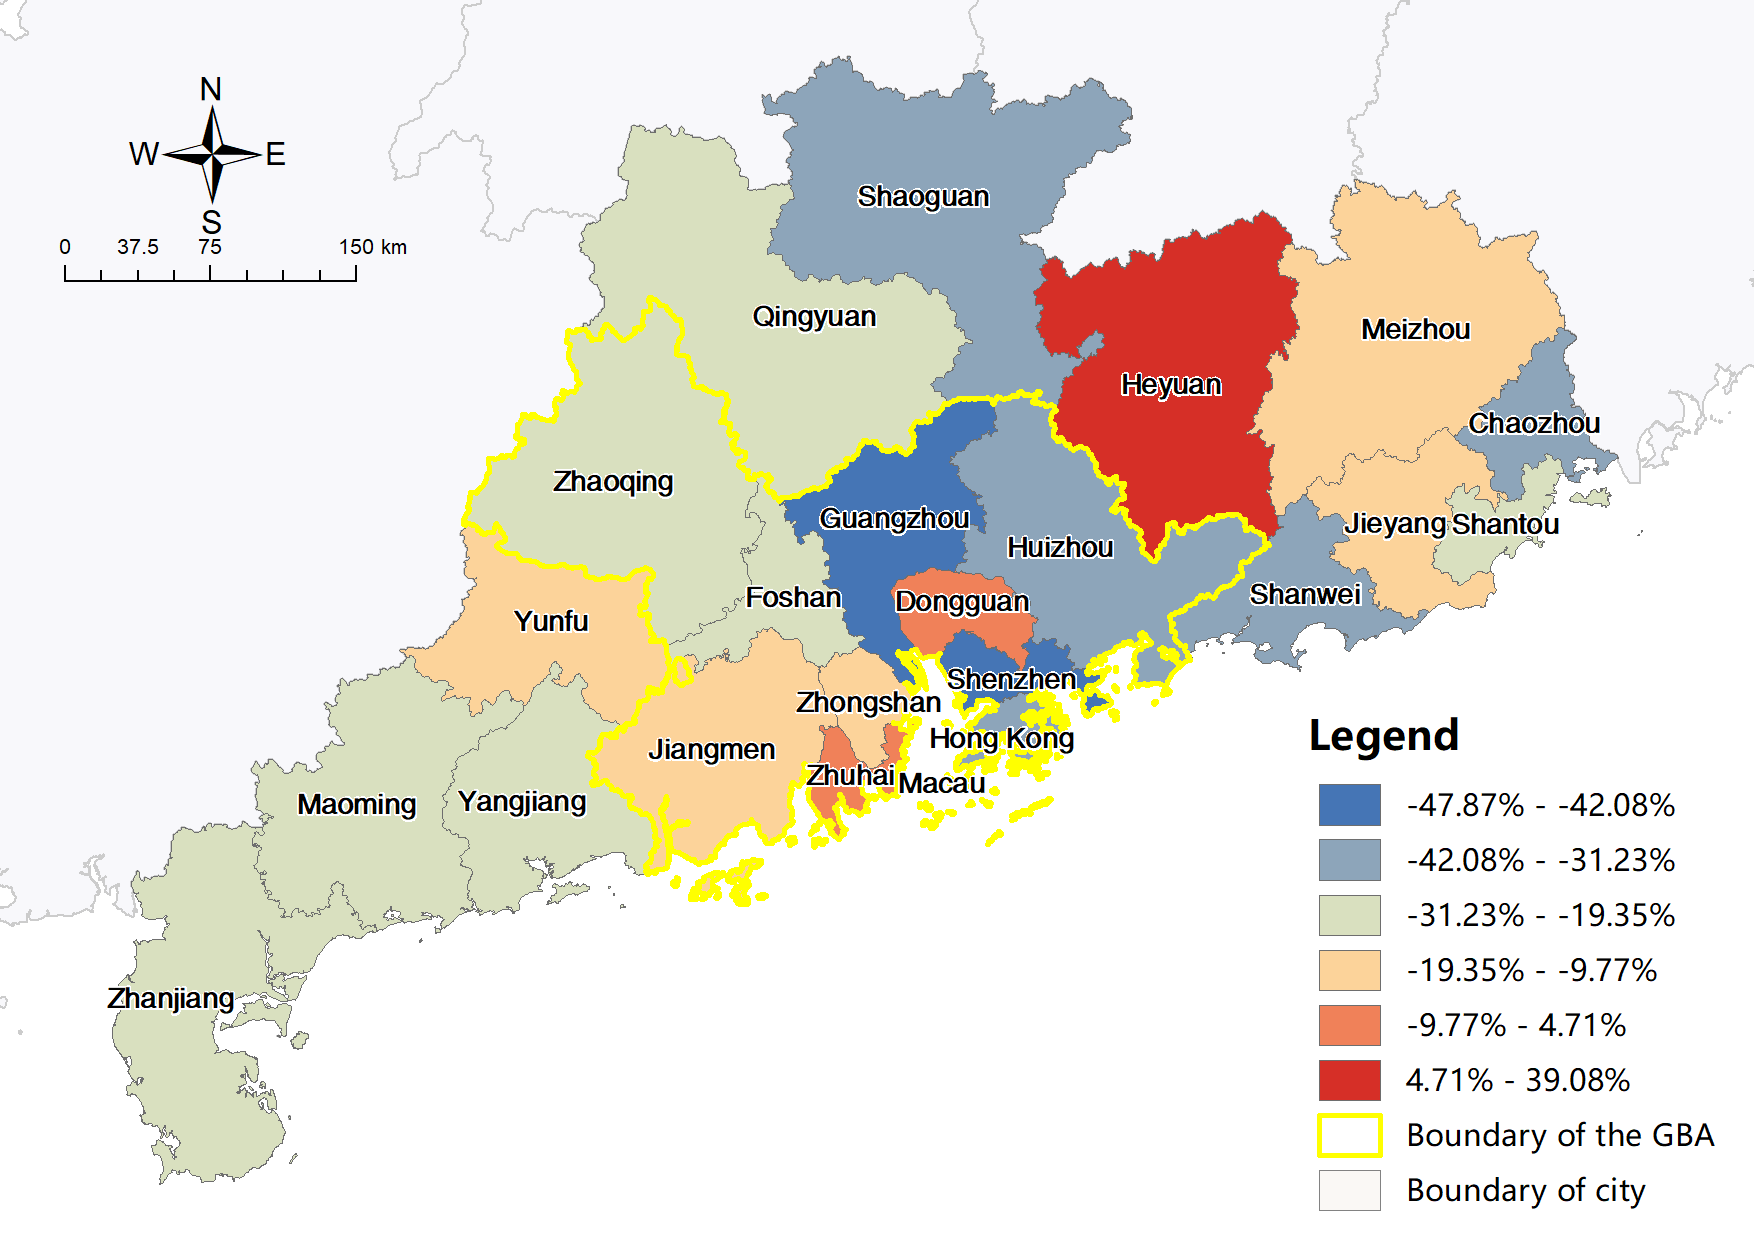 N
W E
S
0 37.5 75 150 km
Shaoguan
Qingyuan
Meizhou
Heyuan
Chaozhou
Zhaoqing
Guangzhou
Jieyang
Shantou
Huizhou
Shanwei
Foshan
Dongguan
Yunfu
Shenzhen
Zhongshan
Hong Kong
Jiangmen
Zhuhai
Macau
Maoming
Yangjiang
Zhanjiang
Legend
-47.87% - -42.08%
-42.08% - -31.23%
-31.23% - -19.35%
-19.35% - -9.77%
-9.77% - 4.71%
4.71% - 39.08%
Boundary of the GBA
Boundary of city